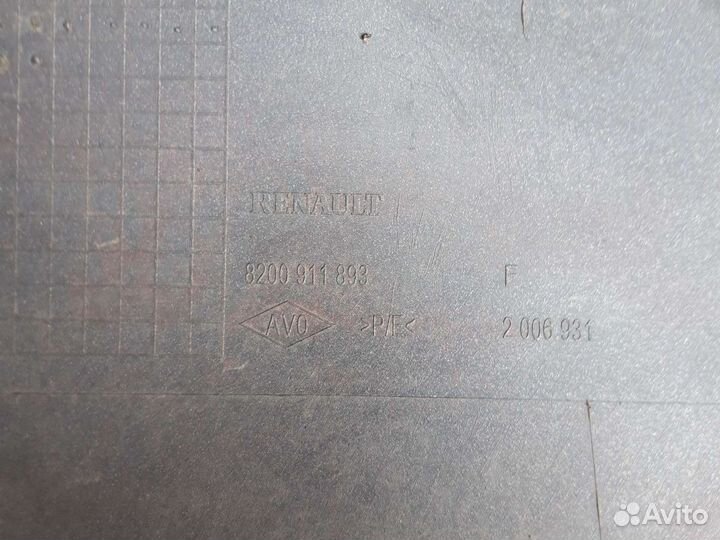 RENAULT
8200 911 893 F
AVO >P/E< 2 006 931
Avito